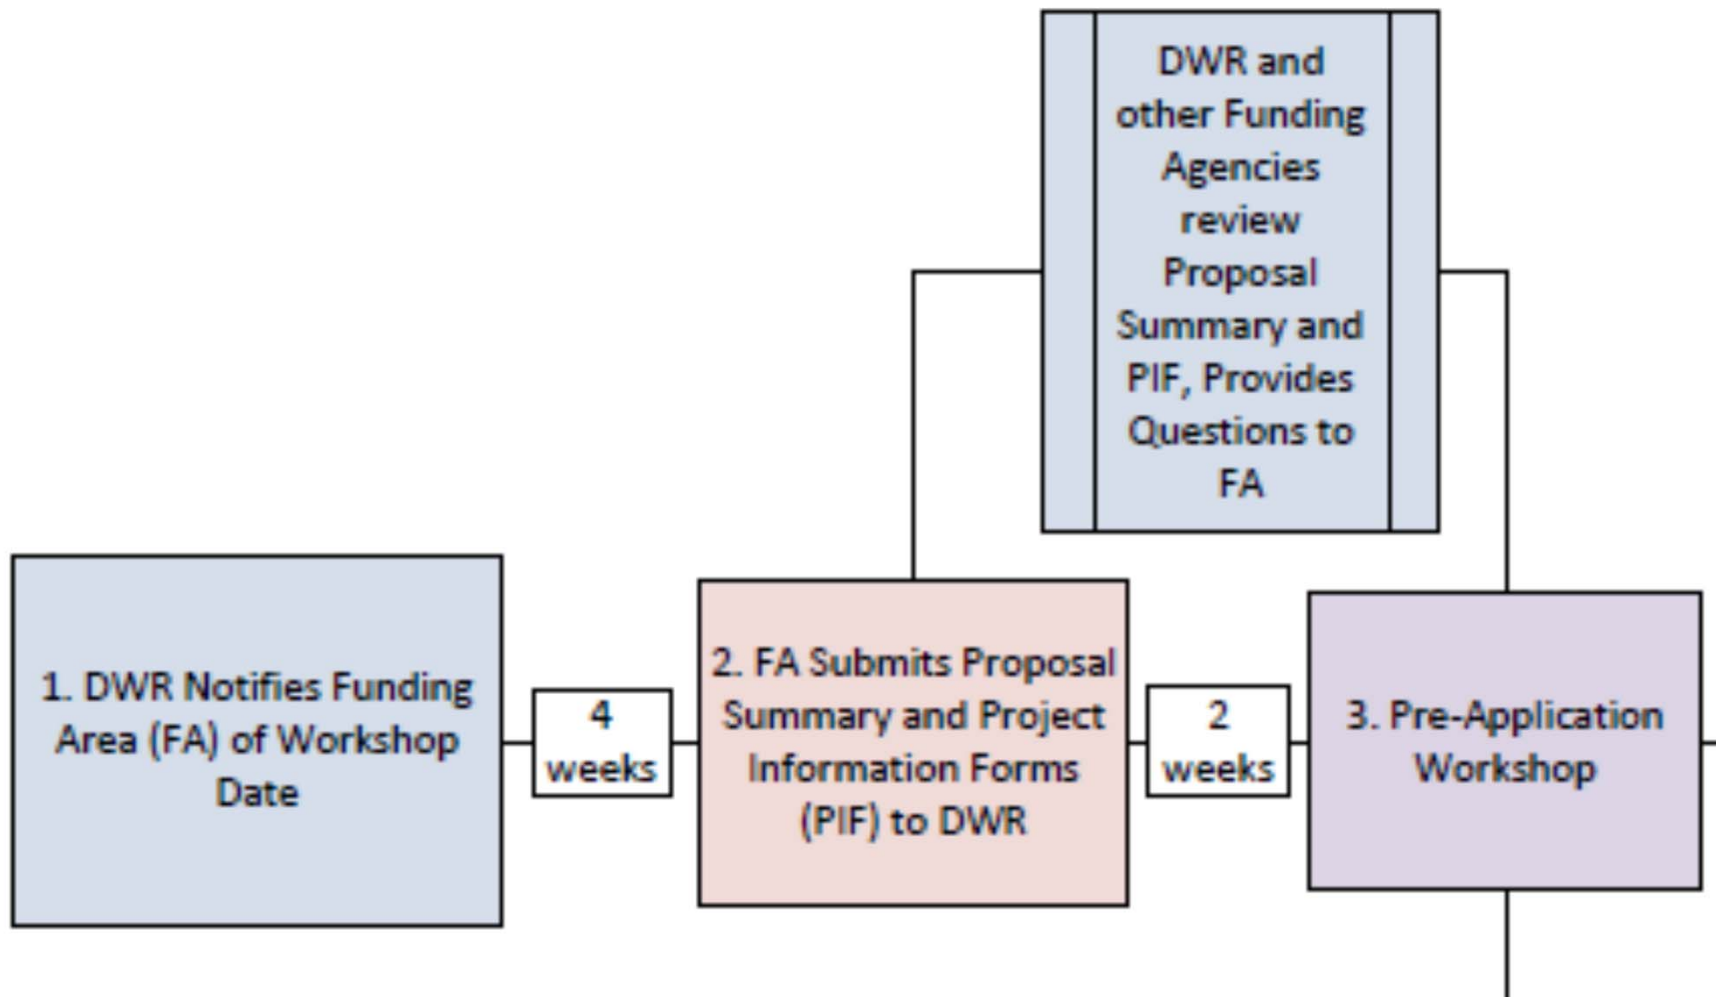 DWR and
other Funding
Agencies
review
Proposal
Summary and
PIF, Provides
Questions to
FA
1. DWR Notifies Funding
Area (FA) of Workshop
Date
4
weeks
2. FA Submits Proposal
Summary and Project
Information Forms
(PIF) to DWR
2
weeks
3. Pre-Application
Workshop